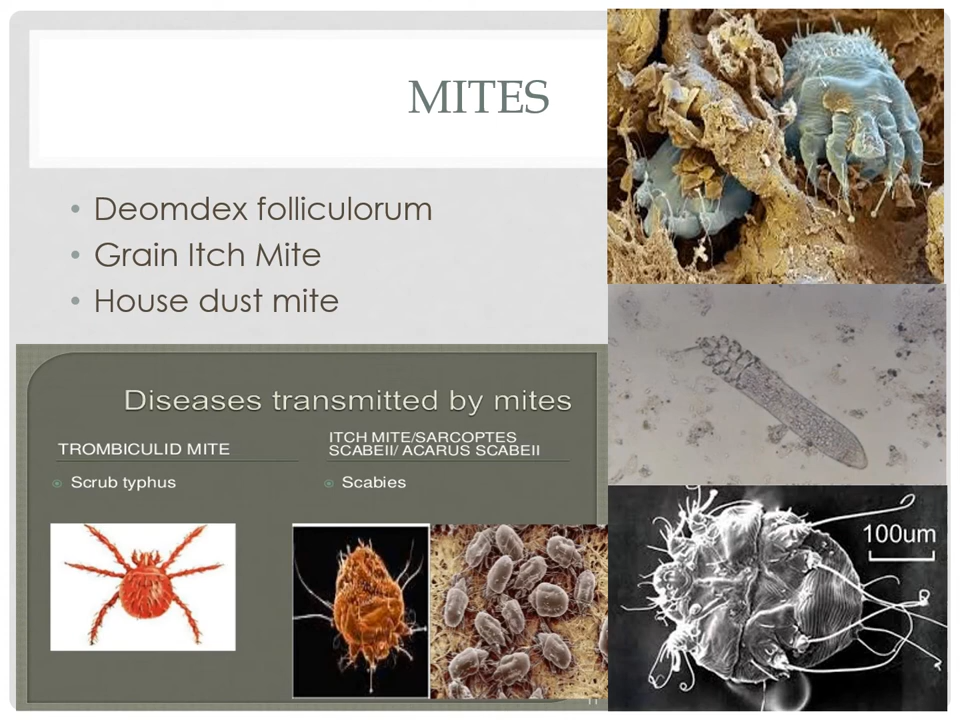 MITES
• Deomdex folliculorum
• Grain Itch Mite
• House dust mite
Diseases transmitted by mites
TROMBICULID MITE
Scrub typhus
ITCH MITE/SARCOPTES
SCABEII/ ACARUS SCABEII
Scabies
100um
11